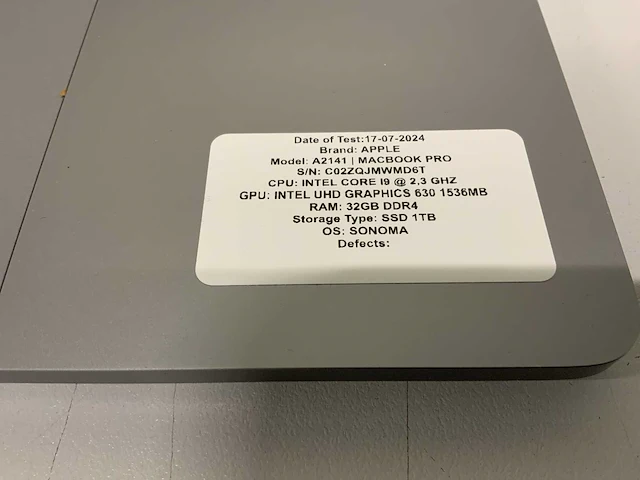 Date of Test:17-07-2024
Brand: APPLE
Model: A2141 | MACBOOK PRO
S/N: C02ZQJMWMD6T
CPU: INTEL CORE I9 @ 2,3 GHZ
GPU: INTEL UHD GRAPHICS 630 1536MB
RAM: 32GB DDR4
Storage Type: SSD 1TB
OS: SONOMA
Defects: